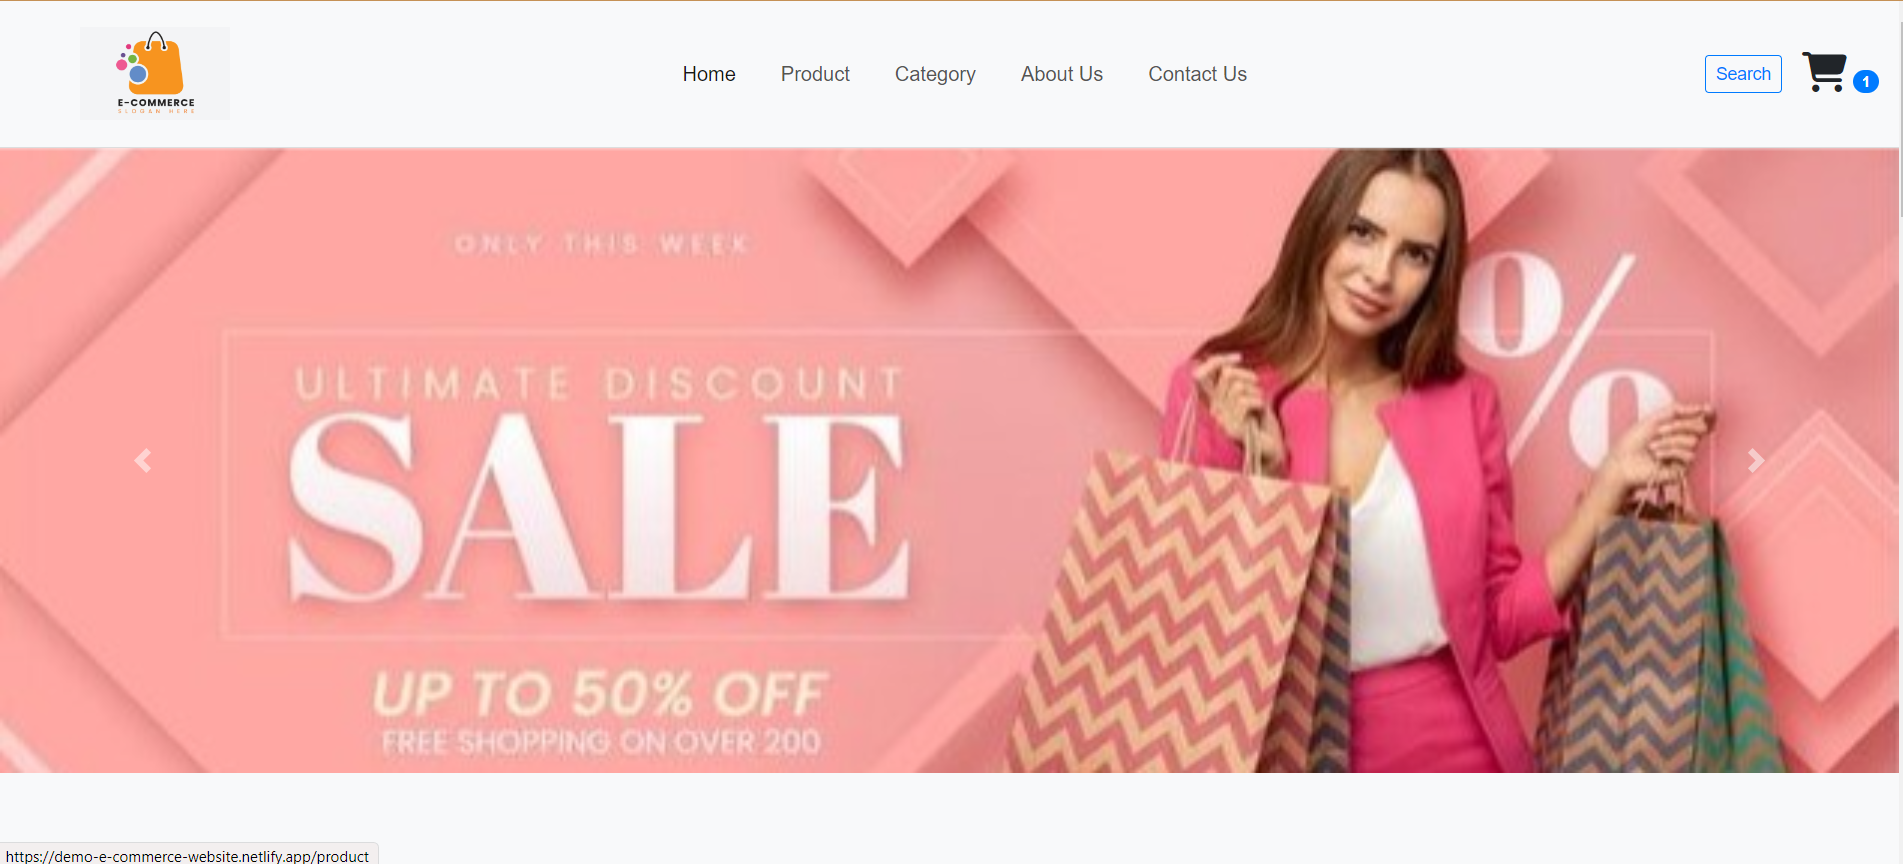 E-COMMERCE
SLOGAN HERE
Home
Product
Category
About Us
Contact Us
Search
1
ONLY THIS WEEK
%
ULTIMATE DISCOUNT
SALE
UP TO 50% OFF
FREE SHOPPING ON OVER 200
https://demo-e-commerce-website.netlify.app/product